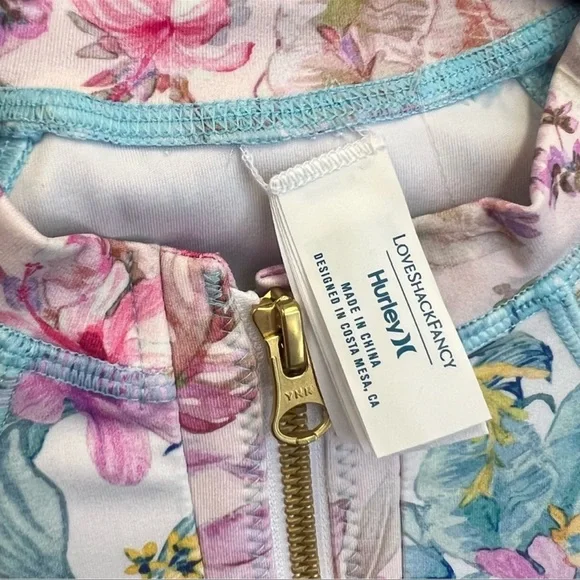 LOVESHACKFANCY
Hurley
MADE IN CHINA
DESIGNED IN COSTA MESA, CA
YKK